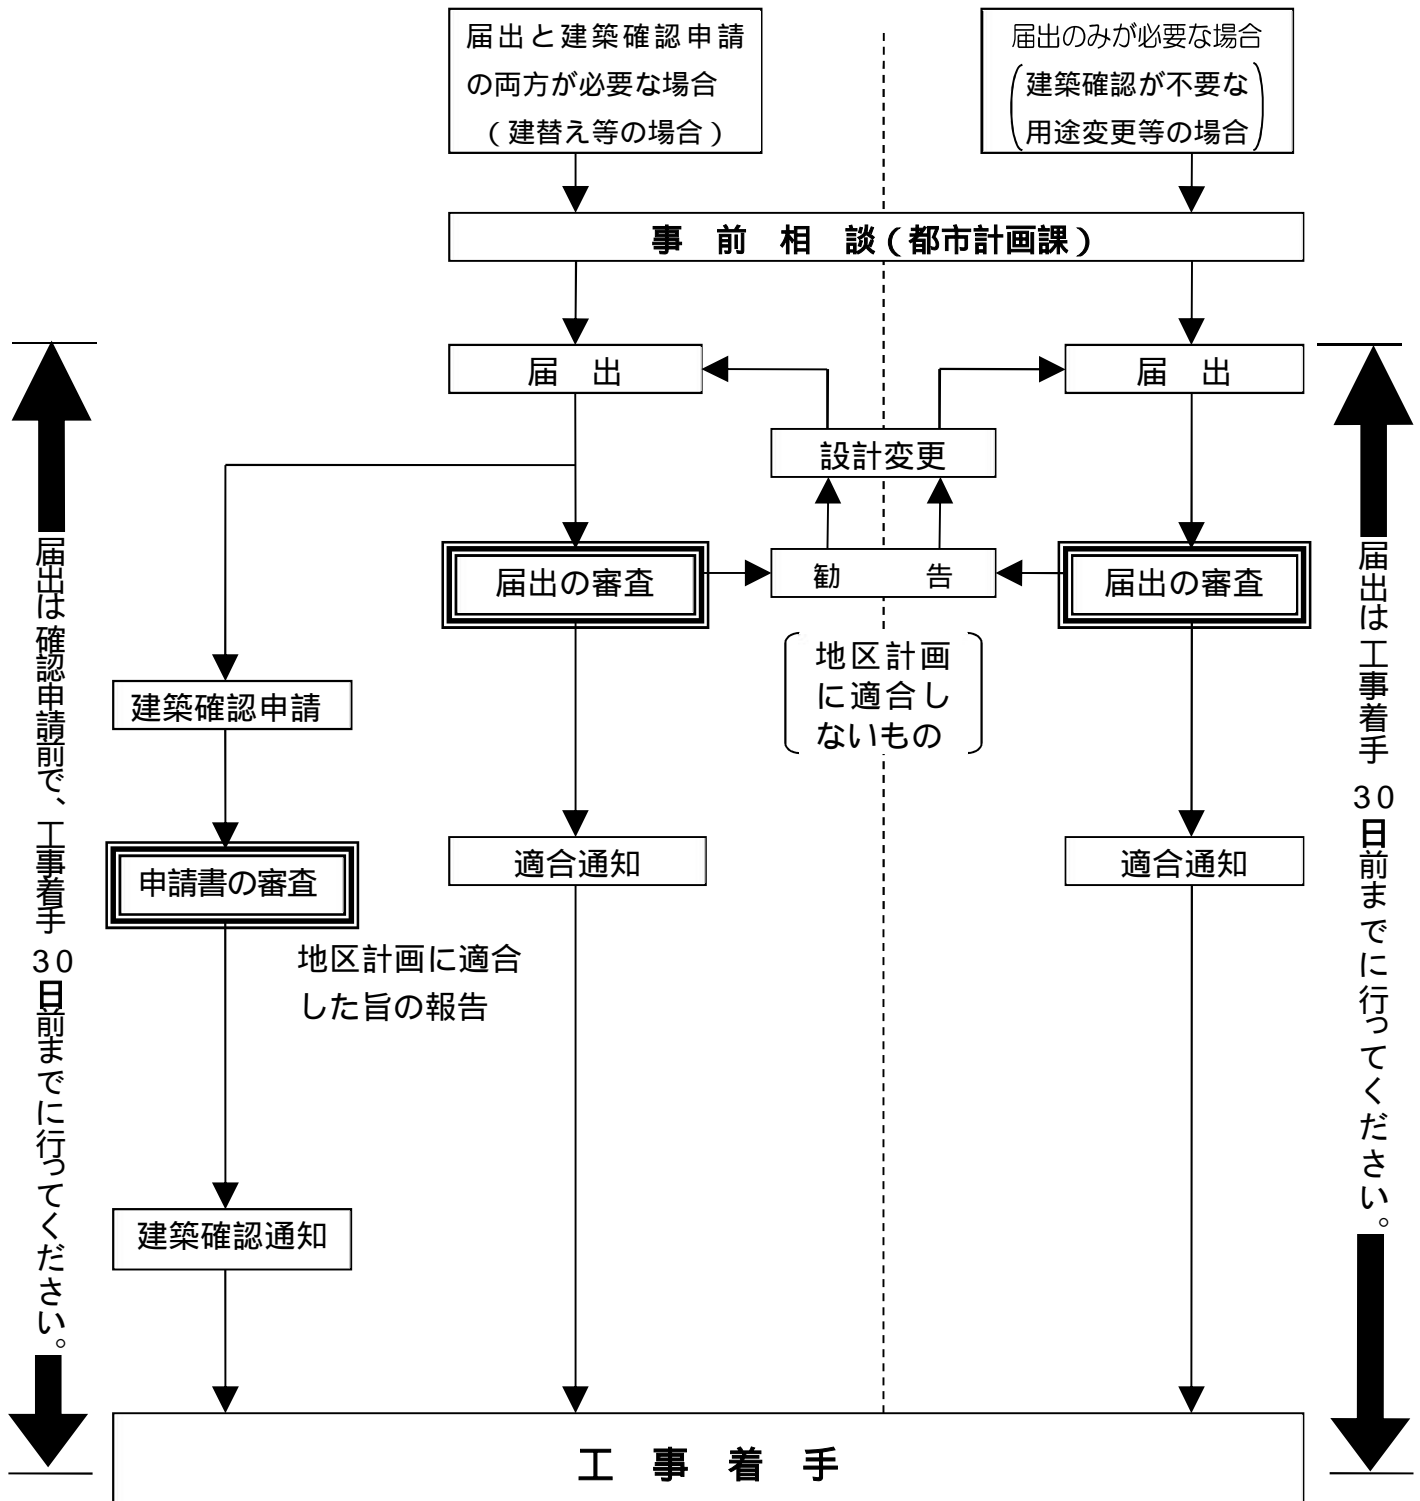 届出と建築確認申請
の両方が必要な場合
（建替え等の場合）
届出のみが必要な場合
建築確認が不要な
用途変更等の場合
事前相談（都市計画課）
届出
届出
設計変更
届出の審査
勧告
届出の審査
地区計画
に適合し
ないもの
建築確認申請
適合通知
適合通知
申請書の審査
地区計画に適合
した旨の報告
建築確認通知
工事着手
届出は確認申請前で、工事着手30日前までに行ってください。
届出は工事着手30日前までに行ってください。